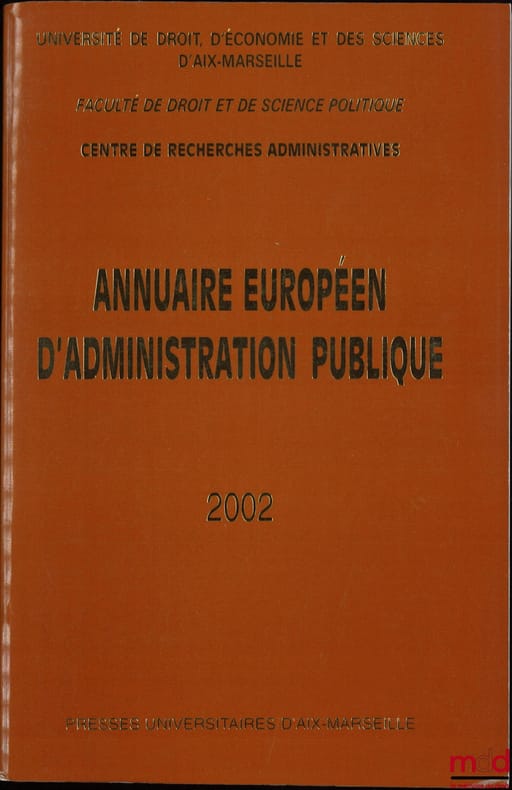 UNIVERSITÉ DE DROIT, D'ÉCONOMIE ET DES SCIENCES
D'AIX-MARSEILLE
FACULTÉ DE DROIT ET DE SCIENCE POLITIQUE
CENTRE DE RECHERCHES ADMINISTRATIVES
ANNUAIRE EUROPÉEN
D'ADMINISTRATION PUBLIQUE
2002
PRESSES UNIVERSITAIRES D'AIX-MARSEILLE
mdd